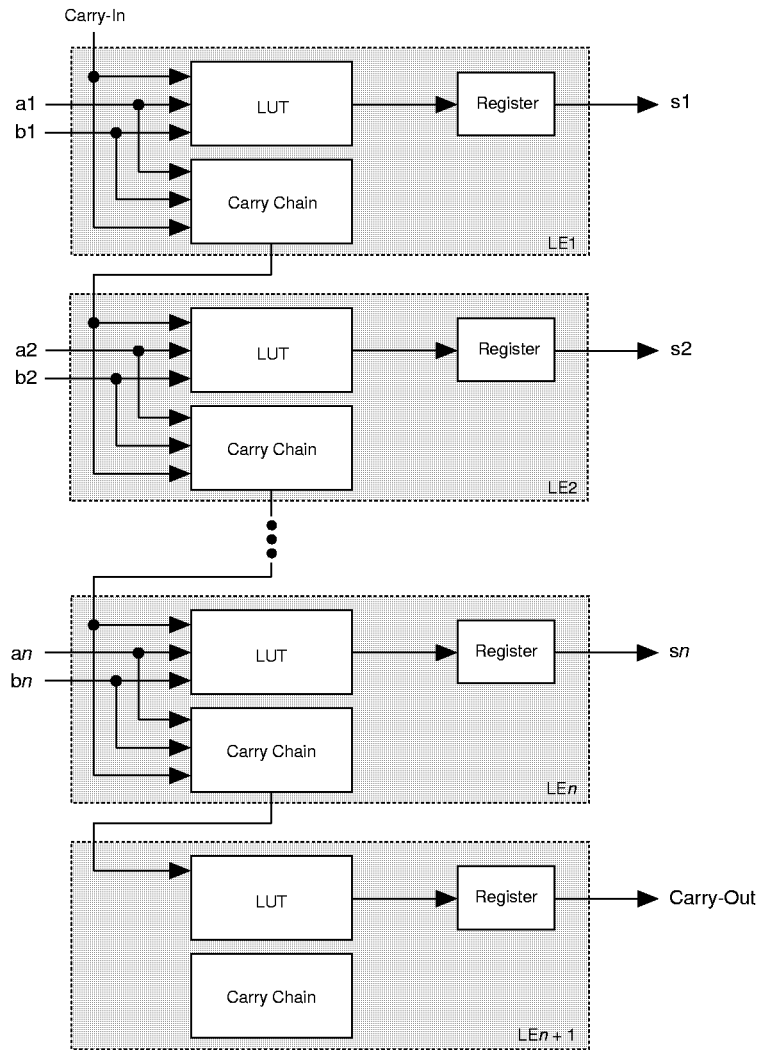 Carry-In
a1
b1
LUT
Register
s1
Carry Chain
LE1
a2
b2
LUT
Register
s2
Carry Chain
LE2
an
bn
LUT
Register
sn
Carry Chain
LEn
LUT
Register
Carry-Out
Carry Chain
LEn + 1